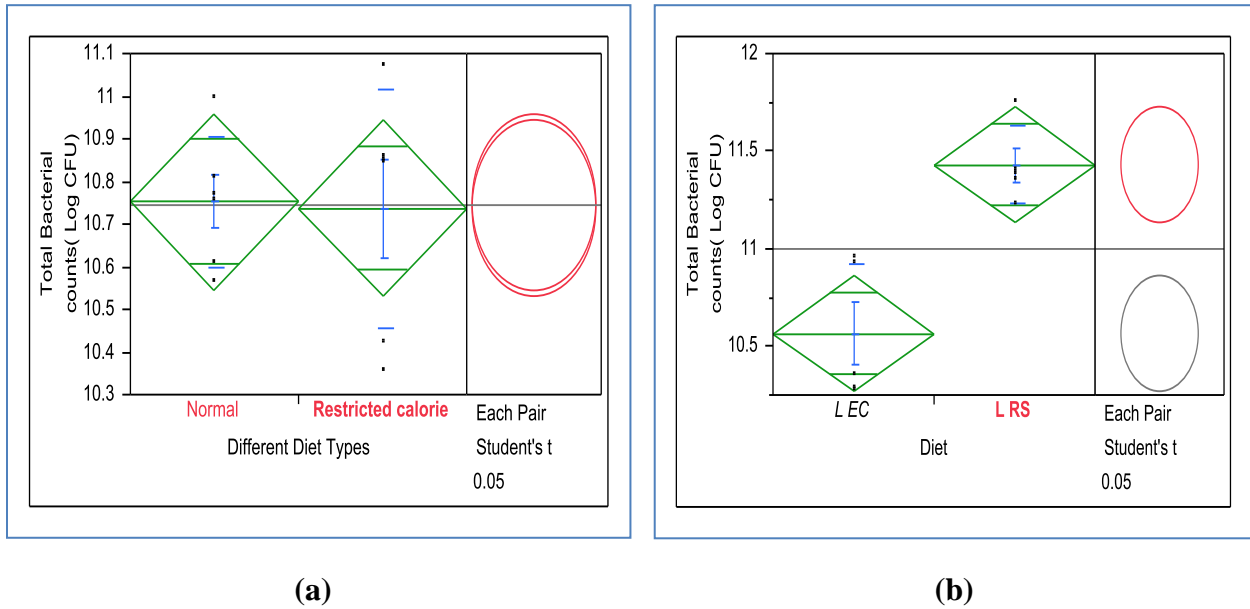 Total Bacterial
counts( Log CFU)
11.1
11
10.9
10.8
10.7
10.6
10.5
10.4
10.3
Normal
Restricted calorie
Different Diet Types
Each Pair
Student's t
0.05
(a)
Total Bacterial
counts( Log CFU)
12
11.5
11
10.5
L EC
L RS
Diet
Each Pair
Student's t
0.05
(b)